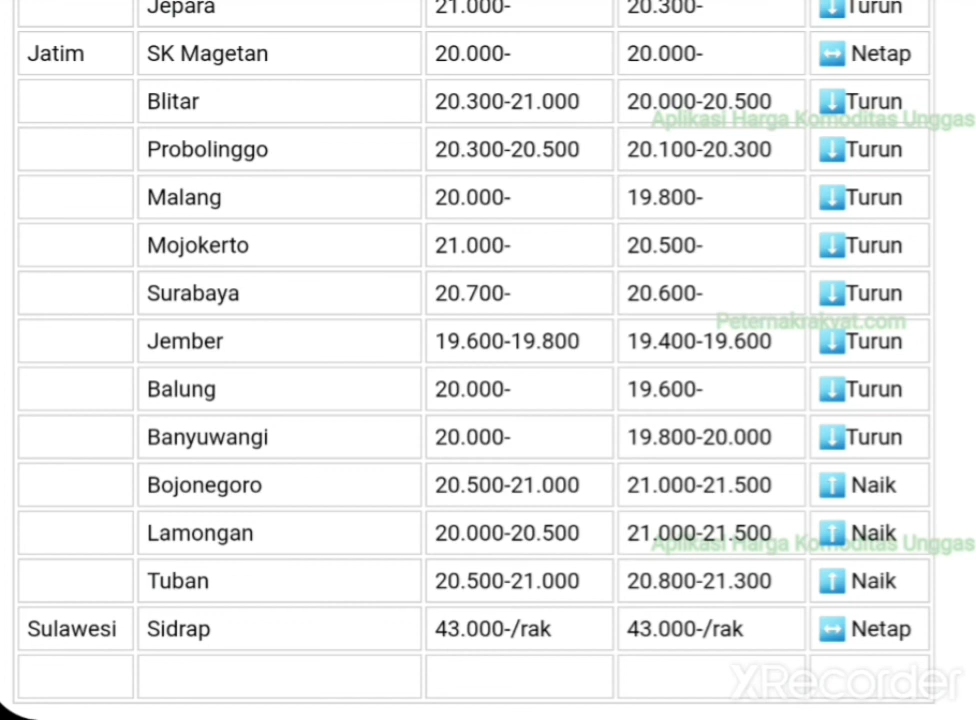 Jepara 21.000- 20.300- ↓ Turun
Jatim SK Magetan 20.000- 20.000- ↔ Netap
Blitar 20.300-21.000 20.000-20.500 ↓ Turun
Aplikasi Harga Komoditas Unggas
Probolinggo 20.300-20.500 20.100-20.300 ↓ Turun
Malang 20.000- 19.800- ↓ Turun
Mojokerto 21.000- 20.500- ↓ Turun
Surabaya 20.700- 20.600- ↓ Turun
Peternakrakyat.com
Jember 19.600-19.800 19.400-19.600 ↓ Turun
Balung 20.000- 19.600- ↓ Turun
Banyuwangi 20.000- 19.800-20.000 ↓ Turun
Bojonegoro 20.500-21.000 21.000-21.500 ↑ Naik
Lamongan 20.000-20.500 21.000-21.500 ↑ Naik
Aplikasi Harga Komoditas Unggas
Tuban 20.500-21.000 20.800-21.300 ↑ Naik
Sulawesi Sidrap 43.000-/rak 43.000-/rak ↔ Netap
XRecorder